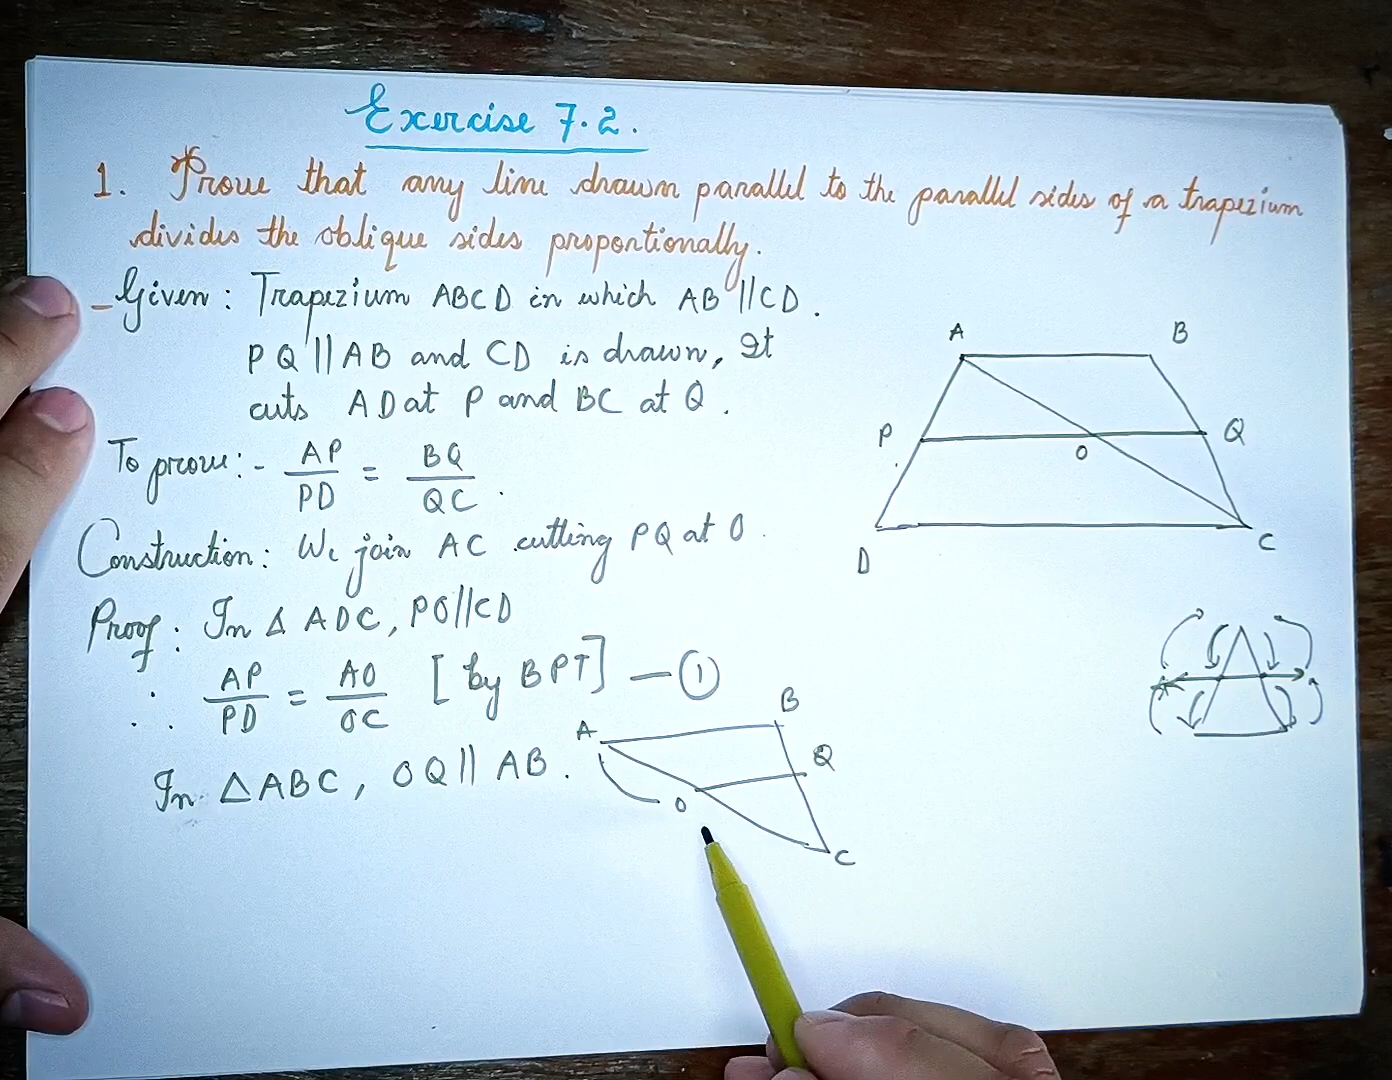 Exercise 7.2.
1. Prove that any line drawn parallel to the parallel sides of a trapezium
divides the oblique sides proportionally.
Given : Trapezium ABCD in which AB || CD.
PQ || AB and CD is drawn, It
cuts AD at P and BC at Q.
To prove :- AP/PD = BQ/QC.
Construction : We join AC cutting PQ at O.
Proof : In Δ ADC, PO || CD
∴ AP/PD = AO/OC [by BPT] — ①
In ΔABC, OQ || AB.
A B
P O Q
D C
A B
O Q
C